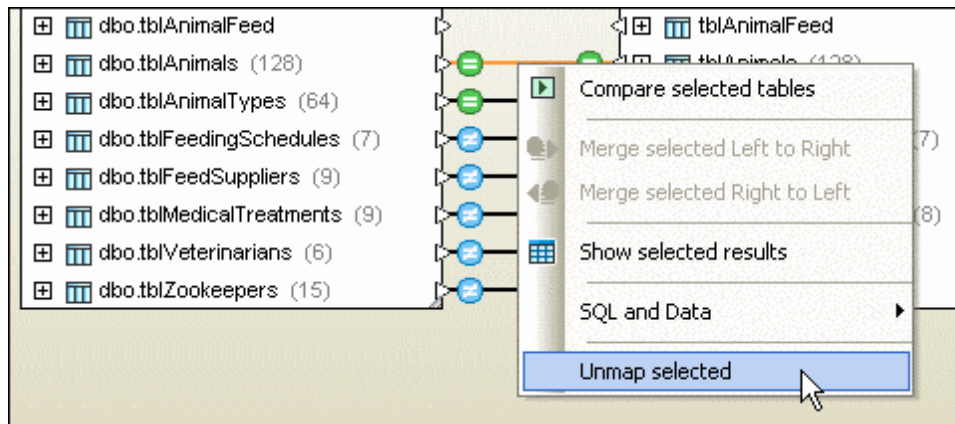 dbo.tblAnimalFeed tblAnimalFeed
dbo.tblAnimals (128) tblAnimals (128)
dbo.tblAnimalTypes (64) Compare selected tables
dbo.tblFeedingSchedules (7) Merge selected Left to Right 7)
dbo.tblFeedSuppliers (9) Merge selected Right to Left
dbo.tblMedicalTreatments (9) (8)
dbo.tblVeterinarians (6) Show selected results
dbo.tblZookeepers (15) SQL and Data
Unmap selected